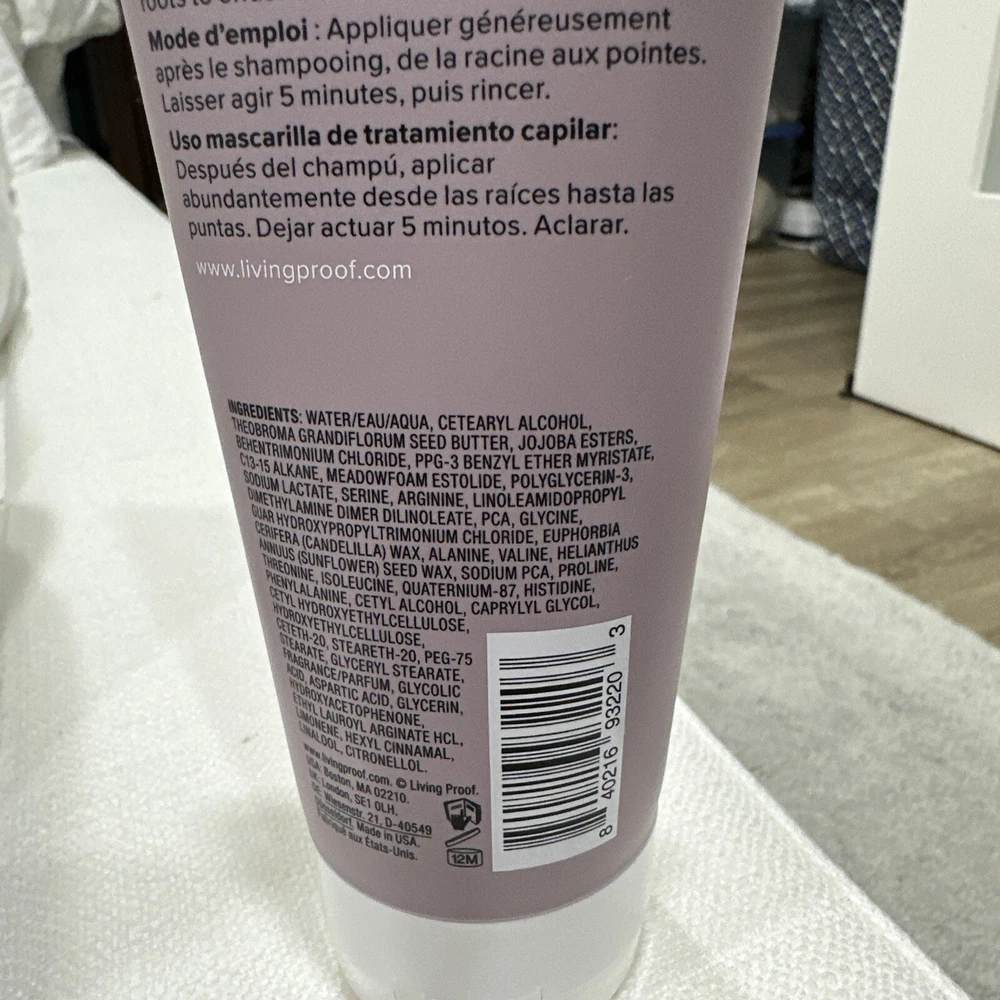 roots to
Mode d'emploi : Appliquer généreusement
après le shampooing, de la racine aux pointes.
Laisser agir 5 minutes, puis rincer.
Uso mascarilla de tratamiento capilar:
Después del champú, aplicar
abundantemente desde las raíces hasta las
puntas. Dejar actuar 5 minutos. Aclarar.
www.livingproof.com
INGREDIENTS: WATER/EAU/AQUA, CETEARYL ALCOHOL,
THEOBROMA GRANDIFLORUM SEED BUTTER, JOJOBA ESTERS,
BEHENTRIMONIUM CHLORIDE, PPG-3 BENZYL ETHER MYRISTATE,
C13-15 ALKANE, MEADOWFOAM ESTOLIDE, POLYGLYCERIN-3,
SODIUM LACTATE, SERINE, ARGININE, LINOLEAMIDOPROPYL
DIMETHYLAMINE DIMER DILINOLEATE, PCA, GLYCINE,
GUAR HYDROXYPROPYLTRIMONIUM CHLORIDE, EUPHORBIA
CERIFERA (CANDELILLA) WAX, ALANINE, VALINE, HELIANTHUS
ANNUUS (SUNFLOWER) SEED WAX, SODIUM PCA, PROLINE,
THREONINE, ISOLEUCINE, QUATERNIUM-87, HISTIDINE,
PHENYLALANINE, CETYL ALCOHOL, CAPRYLYL GLYCOL,
CETYL HYDROXYETHYLCELLULOSE,
HYDROXYETHYLCELLULOSE,
CETETH-20, STEARETH-20, PEG-75
STEARATE, GLYCERYL STEARATE,
FRAGRANCE/PARFUM, GLYCOLIC
ACID, ASPARTIC ACID, GLYCERIN,
HYDROXYACETOPHENONE,
ETHYL LAUROYL ARGINATE HCL,
LIMONENE, HEXYL CINNAMAL,
LINALOOL, CITRONELLOL.
www.livingproof.com. © Living Proof.
USA: Boston, MA 02210.
UK: London, SE1 0LH.
DE: Wiesenstr. 21, D-40549
Düsseldorf. Made in USA.
Fabriqué aux États-Unis.
12M
8 40216 93220 3